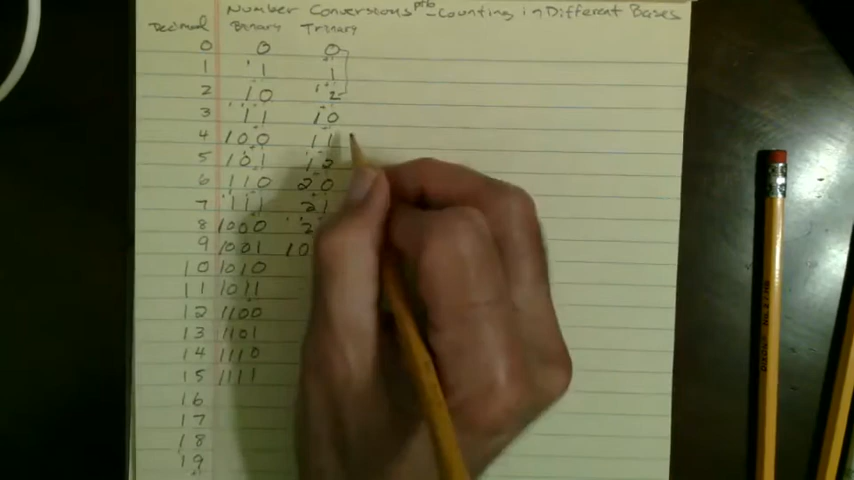 Number Conversions pt6 - Counting in Different Bases
Decimal Binary Trinary
0 0 0
1 1 1
2 10 2
3 11 10
4 100 11
5 101 12
6 110 20
7 111 21
8 1000 2
9 1001 10
10 1010
11 1011
12 1100
13 1101
14 1110
15 1111
16
17
18
19